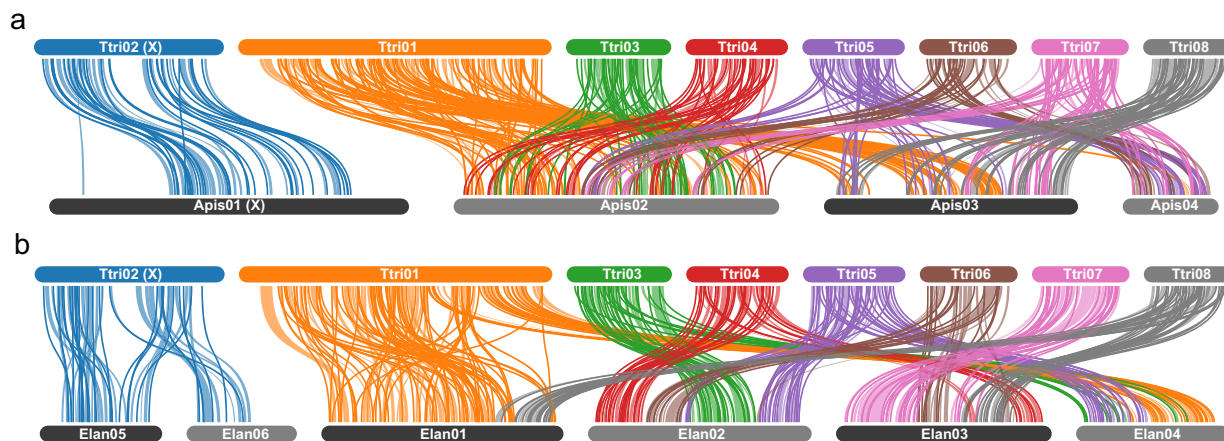 a
Ttri02 (X) Ttri01 Ttri03 Ttri04 Ttri05 Ttri06 Ttri07 Ttri08
Apis01 (X) Apis02 Apis03 Apis04
b
Ttri02 (X) Ttri01 Ttri03 Ttri04 Ttri05 Ttri06 Ttri07 Ttri08
Elan05 Elan06 Elan01 Elan02 Elan03 Elan04